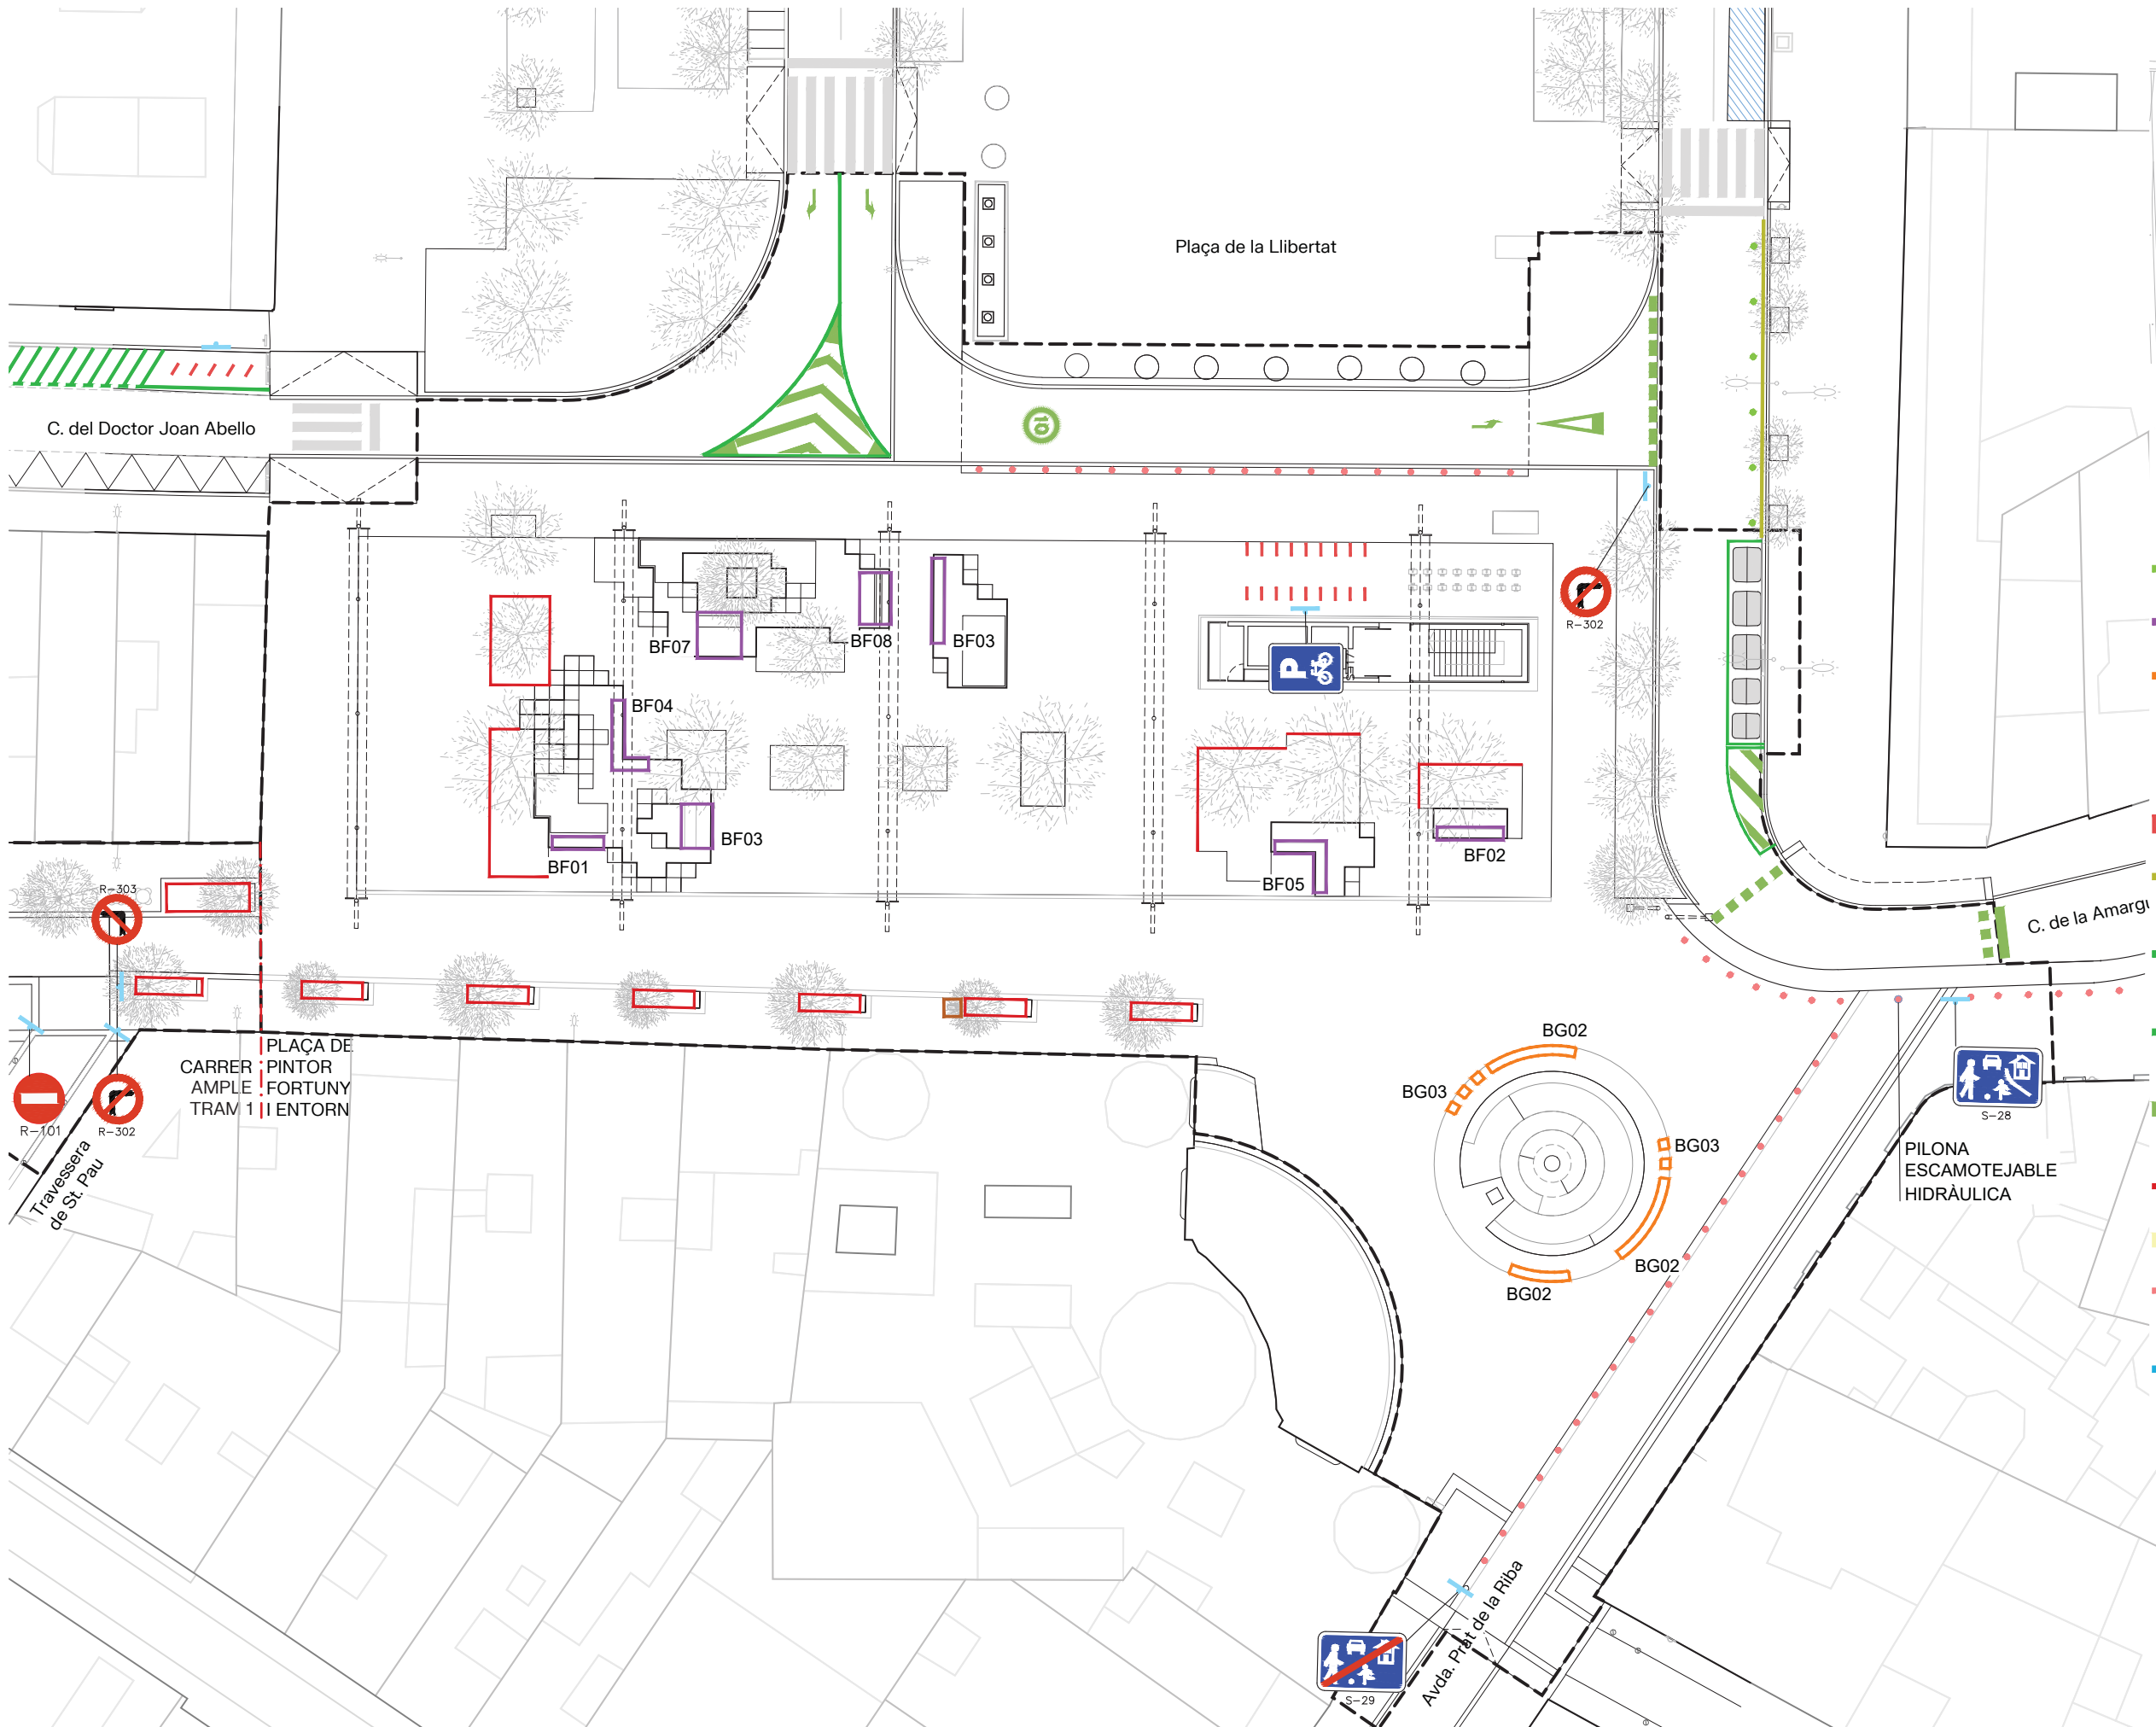 Plaça de la Llibertat
C. del Doctor Joan Abello
10
BF07
BF08
BF03
R-302
P
BF04
BF03
BF01
BF05
BF02
R-303
C. de la Amargu
PLAÇA DE
CARRER PINTOR
AMPLE FORTUNY
TRAM 1 I ENTORN
R-101
R-302
Travessera
de St. Pau
BG02
BG03
BG03
BG02
BG02
S-28
PILONA
ESCAMOTEJABLE
HIDRÀULICA
Avda. Prat de la Riba
S-29